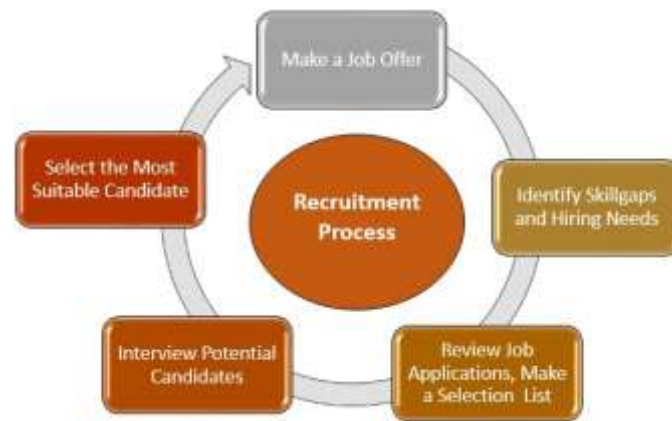 Make a Job Offer
Identify Skillgaps
and Hiring Needs
Review Job
Applications, Make
a Selection List
Interview Potential
Candidates
Select the Most
Suitable Candidate
Recruitment
Process